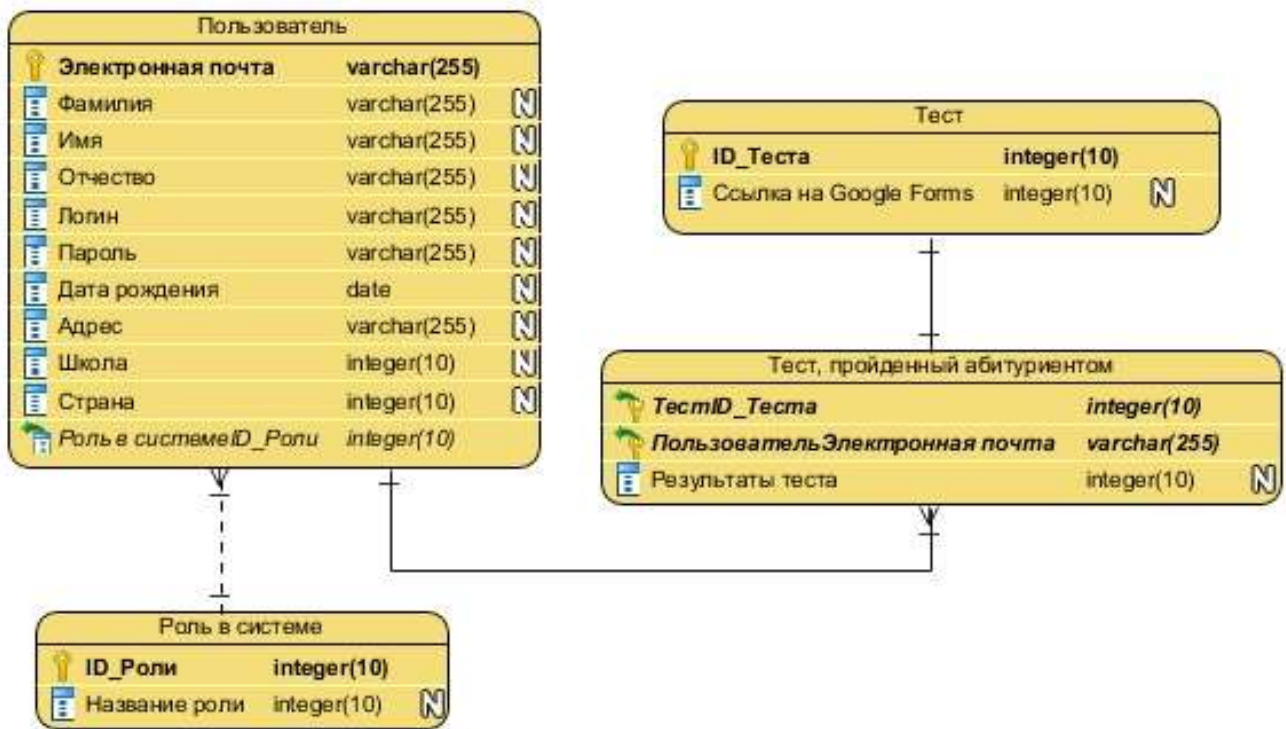 Пользователь
Электронная почта varchar(255)
Фамилия varchar(255) N
Имя varchar(255) N
Отчество varchar(255) N
Логин varchar(255) N
Пароль varchar(255) N
Дата рождения date N
Адрес varchar(255) N
Школа integer(10) N
Страна integer(10) N
Роль в системеID_Роли integer(10)
Тест
ID_Теста integer(10)
Ссылка на Google Forms integer(10) N
Тест, пройденный абитуриентом
ТестID_Теста integer(10)
ПользовательЭлектронная почта varchar(255)
Результаты теста integer(10) N
Роль в системе
ID_Роли integer(10)
Название роли integer(10) N